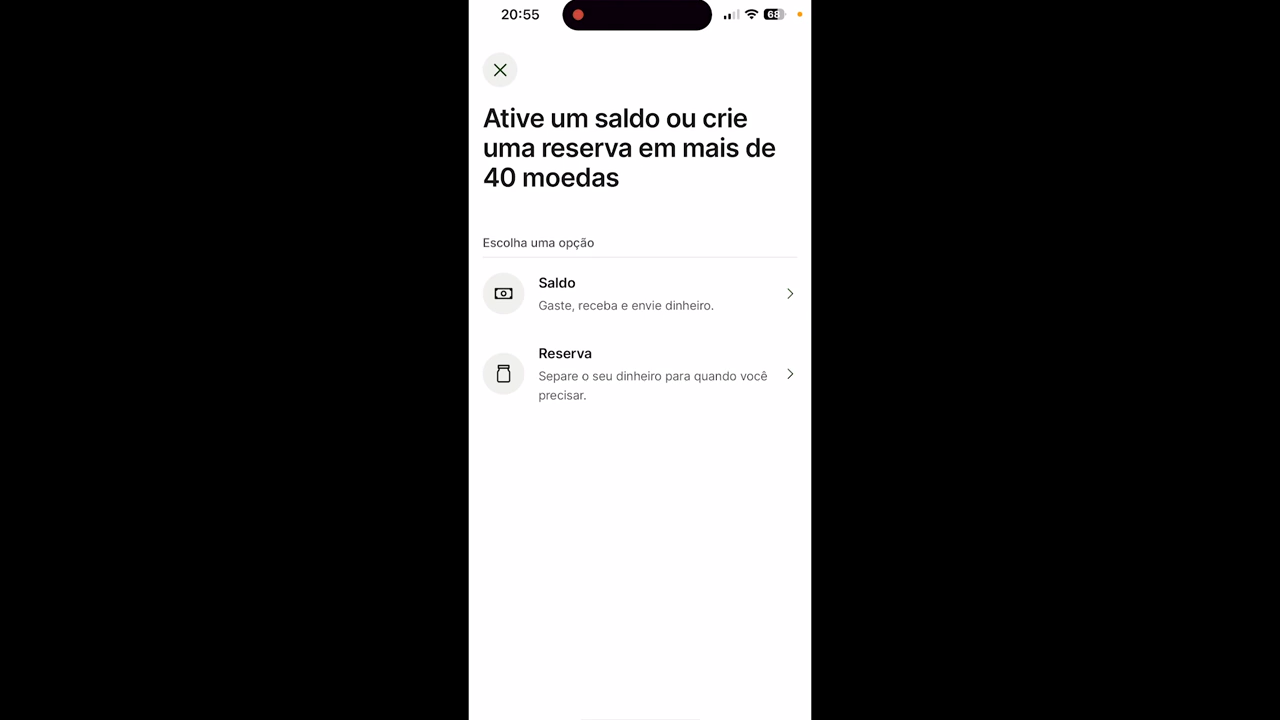 20:55
68
Ative um saldo ou crie
uma reserva em mais de
40 moedas
Escolha uma opção
Saldo
Gaste, receba e envie dinheiro.
Reserva
Separe o seu dinheiro para quando você
precisar.